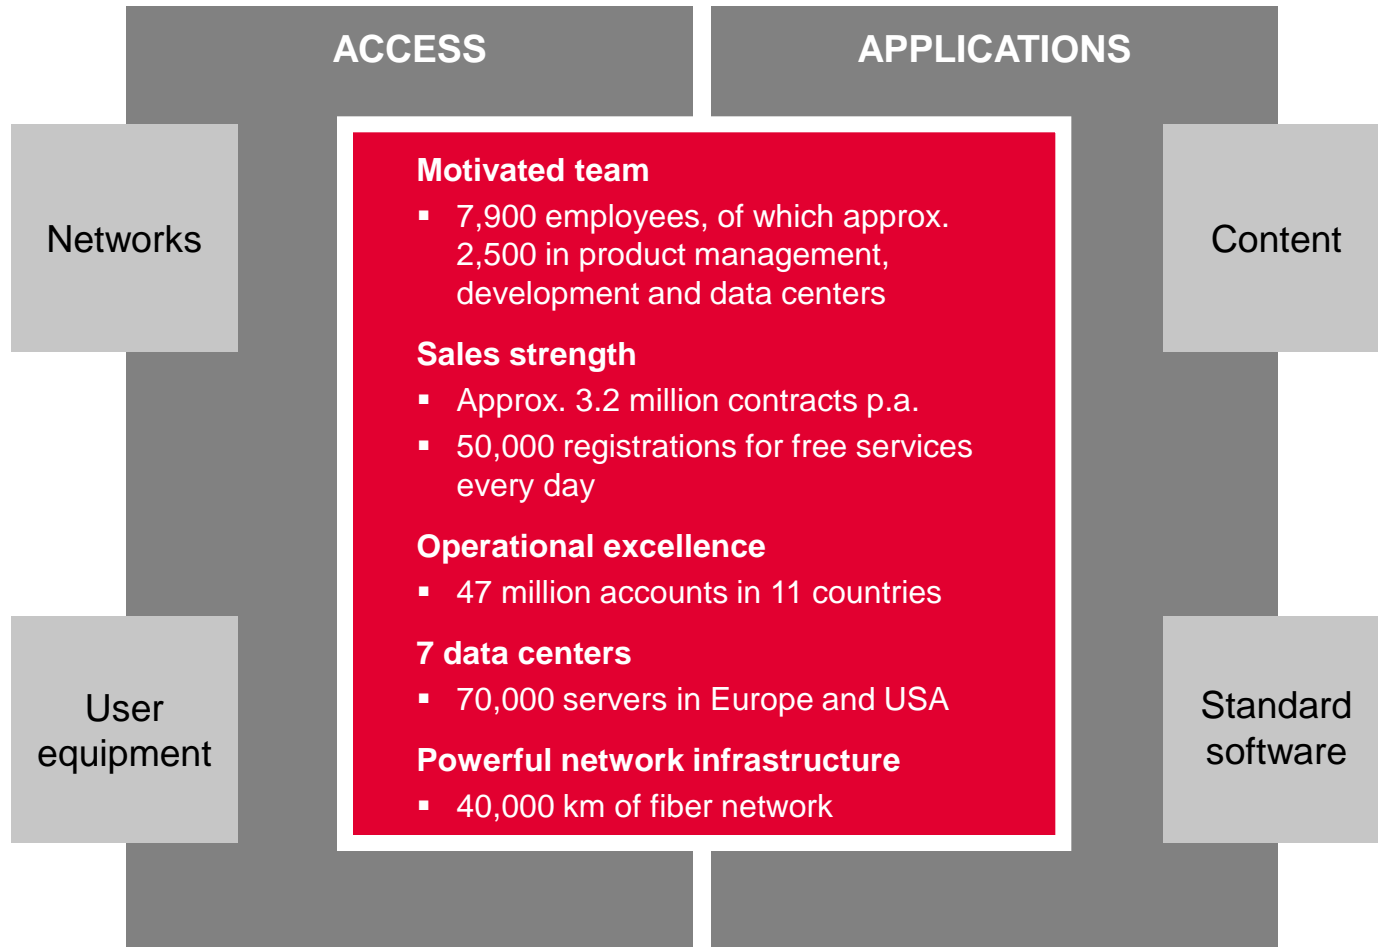 ACCESS
APPLICATIONS
Networks
User
equipment
Motivated team
▪ 7,900 employees, of which approx.
2,500 in product management,
development and data centers
Sales strength
▪ Approx. 3.2 million contracts p.a.
▪ 50,000 registrations for free services
every day
Operational excellence
▪ 47 million accounts in 11 countries
7 data centers
▪ 70,000 servers in Europe and USA
Powerful network infrastructure
▪ 40,000 km of fiber network
Content
Standard
software